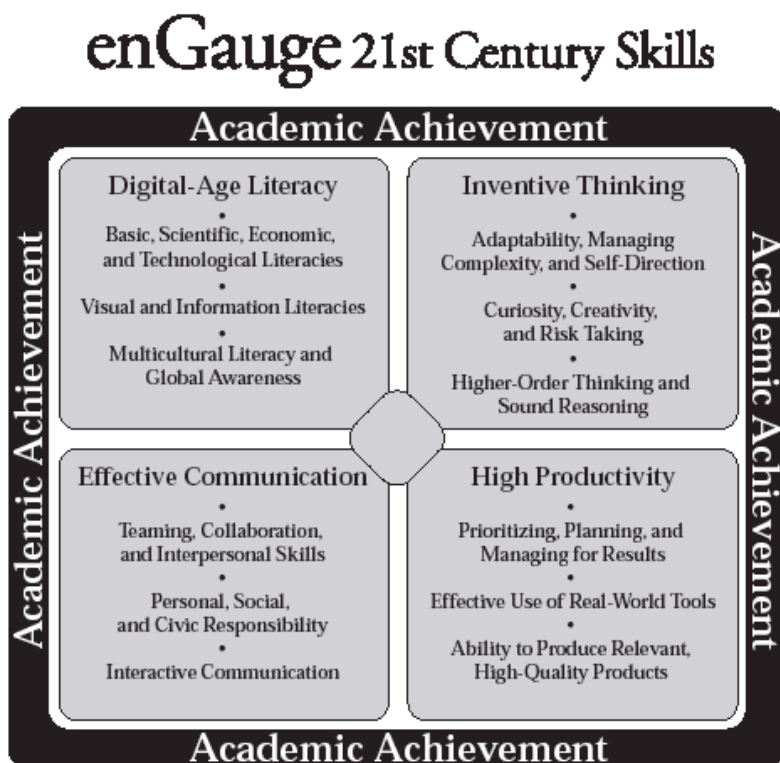 enGauge 21st Century Skills
Academic Achievement
Academic Achievement
Digital-Age Literacy
•
Basic, Scientific, Economic,
and Technological Literacies
•
Visual and Information Literacies
•
Multicultural Literacy and
Global Awareness
Inventive Thinking
•
Adaptability, Managing
Complexity, and Self-Direction
•
Curiosity, Creativity,
and Risk Taking
•
Higher-Order Thinking and
Sound Reasoning
Academic Achievement
Effective Communication
•
Teaming, Collaboration,
and Interpersonal Skills
•
Personal, Social,
and Civic Responsibility
•
Interactive Communication
High Productivity
•
Prioritizing, Planning, and
Managing for Results
•
Effective Use of Real-World Tools
•
Ability to Produce Relevant,
High-Quality Products
Academic Achievement